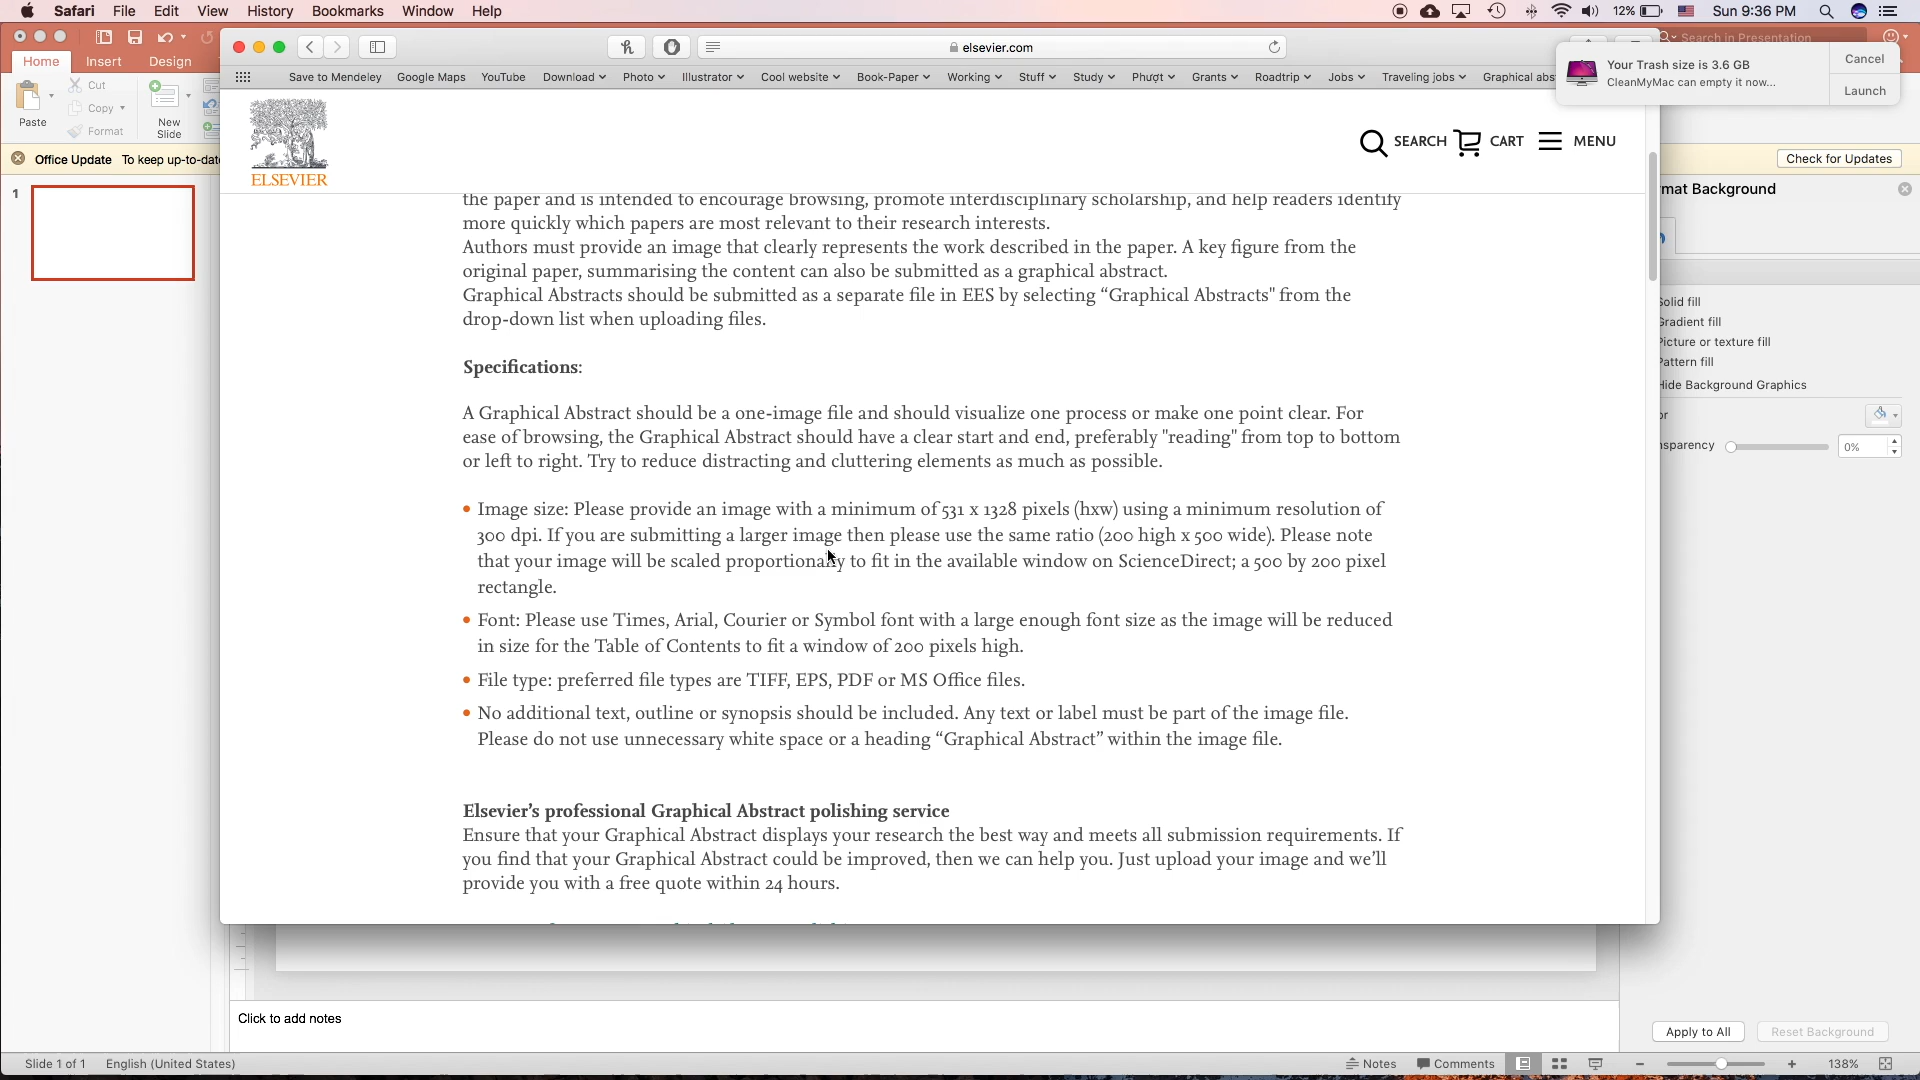 Safari File Edit View History Bookmarks Window Help 12% Sun 9:36 PM
Search in Presentation
Home Insert Design
elsevier.com
Save to Mendeley Google Maps YouTube Download Photo Illustrator Cool website Book-Paper Working Stuff Study Phượt Grants Roadtrip Jobs Traveling jobs Graphical abs
Your Trash size is 3.6 GB
CleanMyMac can empty it now...
Cancel
Launch
Paste
Cut
Copy
Format
New
Slide
ELSEVIER
SEARCH CART MENU
Office Update To keep up-to-date
Check for Updates
mat Background
1
the paper and is intended to encourage browsing, promote interdisciplinary scholarship, and help readers identify
more quickly which papers are most relevant to their research interests.
Authors must provide an image that clearly represents the work described in the paper. A key figure from the
original paper, summarising the content can also be submitted as a graphical abstract.
Graphical Abstracts should be submitted as a separate file in EES by selecting “Graphical Abstracts" from the
drop-down list when uploading files.
Specifications:
A Graphical Abstract should be a one-image file and should visualize one process or make one point clear. For
ease of browsing, the Graphical Abstract should have a clear start and end, preferably "reading" from top to bottom
or left to right. Try to reduce distracting and cluttering elements as much as possible.
• Image size: Please provide an image with a minimum of 531 x 1328 pixels (hxw) using a minimum resolution of
300 dpi. If you are submitting a larger image then please use the same ratio (200 high x 500 wide). Please note
that your image will be scaled proportionally to fit in the available window on ScienceDirect; a 500 by 200 pixel
rectangle.
• Font: Please use Times, Arial, Courier or Symbol font with a large enough font size as the image will be reduced
in size for the Table of Contents to fit a window of 200 pixels high.
• File type: preferred file types are TIFF, EPS, PDF or MS Office files.
• No additional text, outline or synopsis should be included. Any text or label must be part of the image file.
Please do not use unnecessary white space or a heading “Graphical Abstract” within the image file.
Elsevier’s professional Graphical Abstract polishing service
Ensure that your Graphical Abstract displays your research the best way and meets all submission requirements. If
you find that your Graphical Abstract could be improved, then we can help you. Just upload your image and we’ll
provide you with a free quote within 24 hours.
Solid fill
Gradient fill
Picture or texture fill
Pattern fill
Hide Background Graphics
or
nsparency 0%
Click to add notes
Apply to All Reset Background
Slide 1 of 1 English (United States) Notes Comments 138%